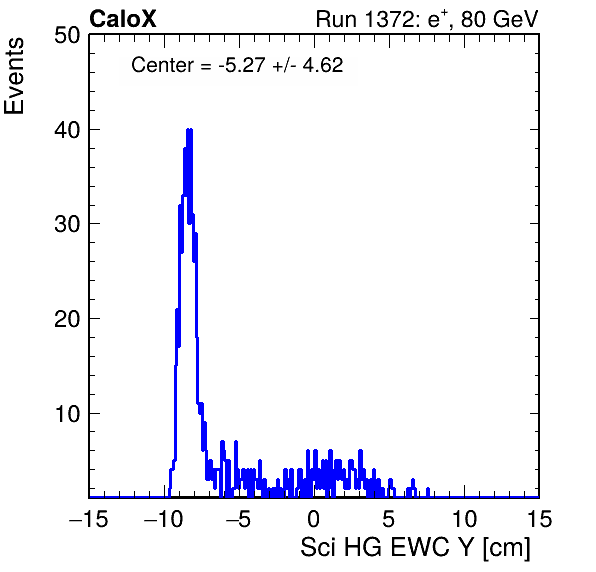 CaloX Run 1372: e+, 80 GeV
Center = -5.27 +/- 4.62
Events
50
40
30
20
10
−15 −10 −5 0 5 10 15
Sci HG EWC Y [cm]